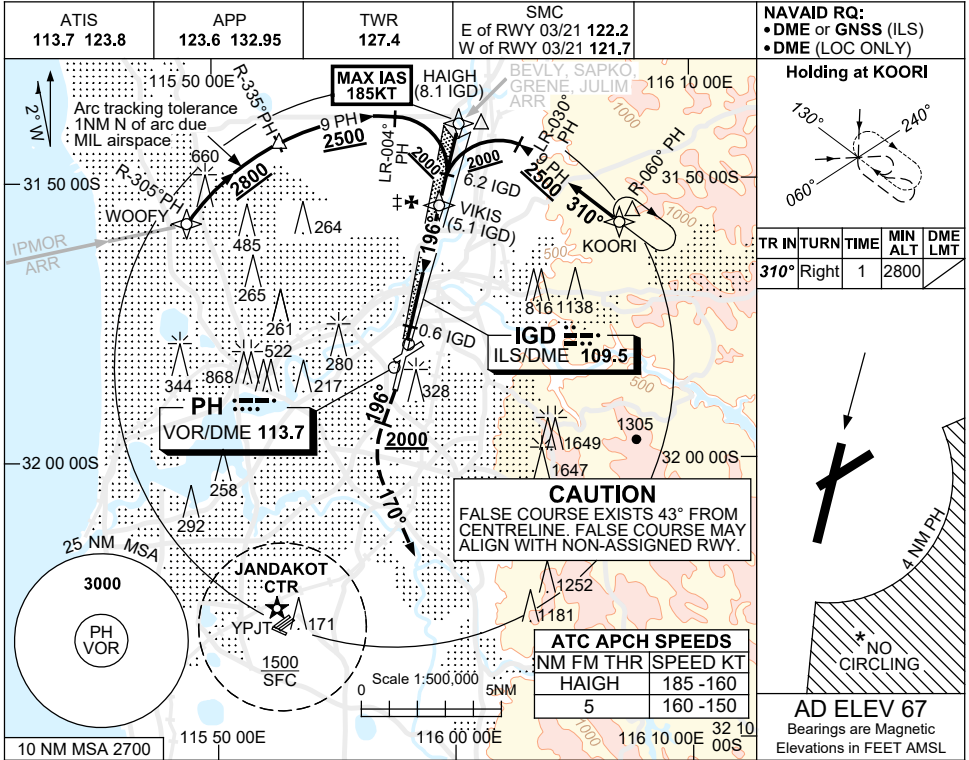 ATIS
113.7 123.8
APP
123.6 132.95
TWR
127.4
SMC
E of RWY 03/21 122.2
W of RWY 03/21 121.7
NAVAID RQ:
•DME or GNSS (ILS)
•DME (LOC ONLY)
2° W
115 50 00E
116 10 00E
Arc tracking tolerance
1NM N of arc due
MIL airspace
R-335°PH
MAX IAS
185KT
HAIGH
(8.1 IGD)
BEVLY, SAPKO,
GRENE, JULIM
ARR
1000
9 PH
2500
LR-004°
PH
2000
2000
LR-030°
PH
9 PH
2500
310°
R-060° PH
1000
31 50 00S
31 50 00S
660
2800
R-305°PH
WOOFY
6.2 IGD
VIKIS
(5.1 IGD)
KOORI
IPMOR
ARR
485
264
265
261
196°
500
816
1138
0.6 IGD
IGD
ILS/DME 109.5
280
344
868
522
217
328
500
PH
VOR/DME 113.7
196°
2000
1649
1647
1305
32 00 00S
32 00 00S
258
292
170°
CAUTION
FALSE COURSE EXISTS 43° FROM
CENTRELINE. FALSE COURSE MAY
ALIGN WITH NON-ASSIGNED RWY.
25 NM MSA
3000
PH
VOR
JANDAKOT
CTR
YPJT
171
1500
SFC
1252
1181
ATC APCH SPEEDS
NM FM THR SPEED KT
HAIGH 185 -160
5 160 -150
Scale 1:500,000
0
5NM
1000
10 NM MSA 2700
115 50 00E
116 00 00E
116 10 00E
32 10
00S
Holding at KOORI
130°
240°
060°
TR IN TURN TIME MIN ALT DME LMT
310° Right 1 2800
4 NM PH
*NO
CIRCLING
AD ELEV 67
Bearings are Magnetic
Elevations in FEET AMSL